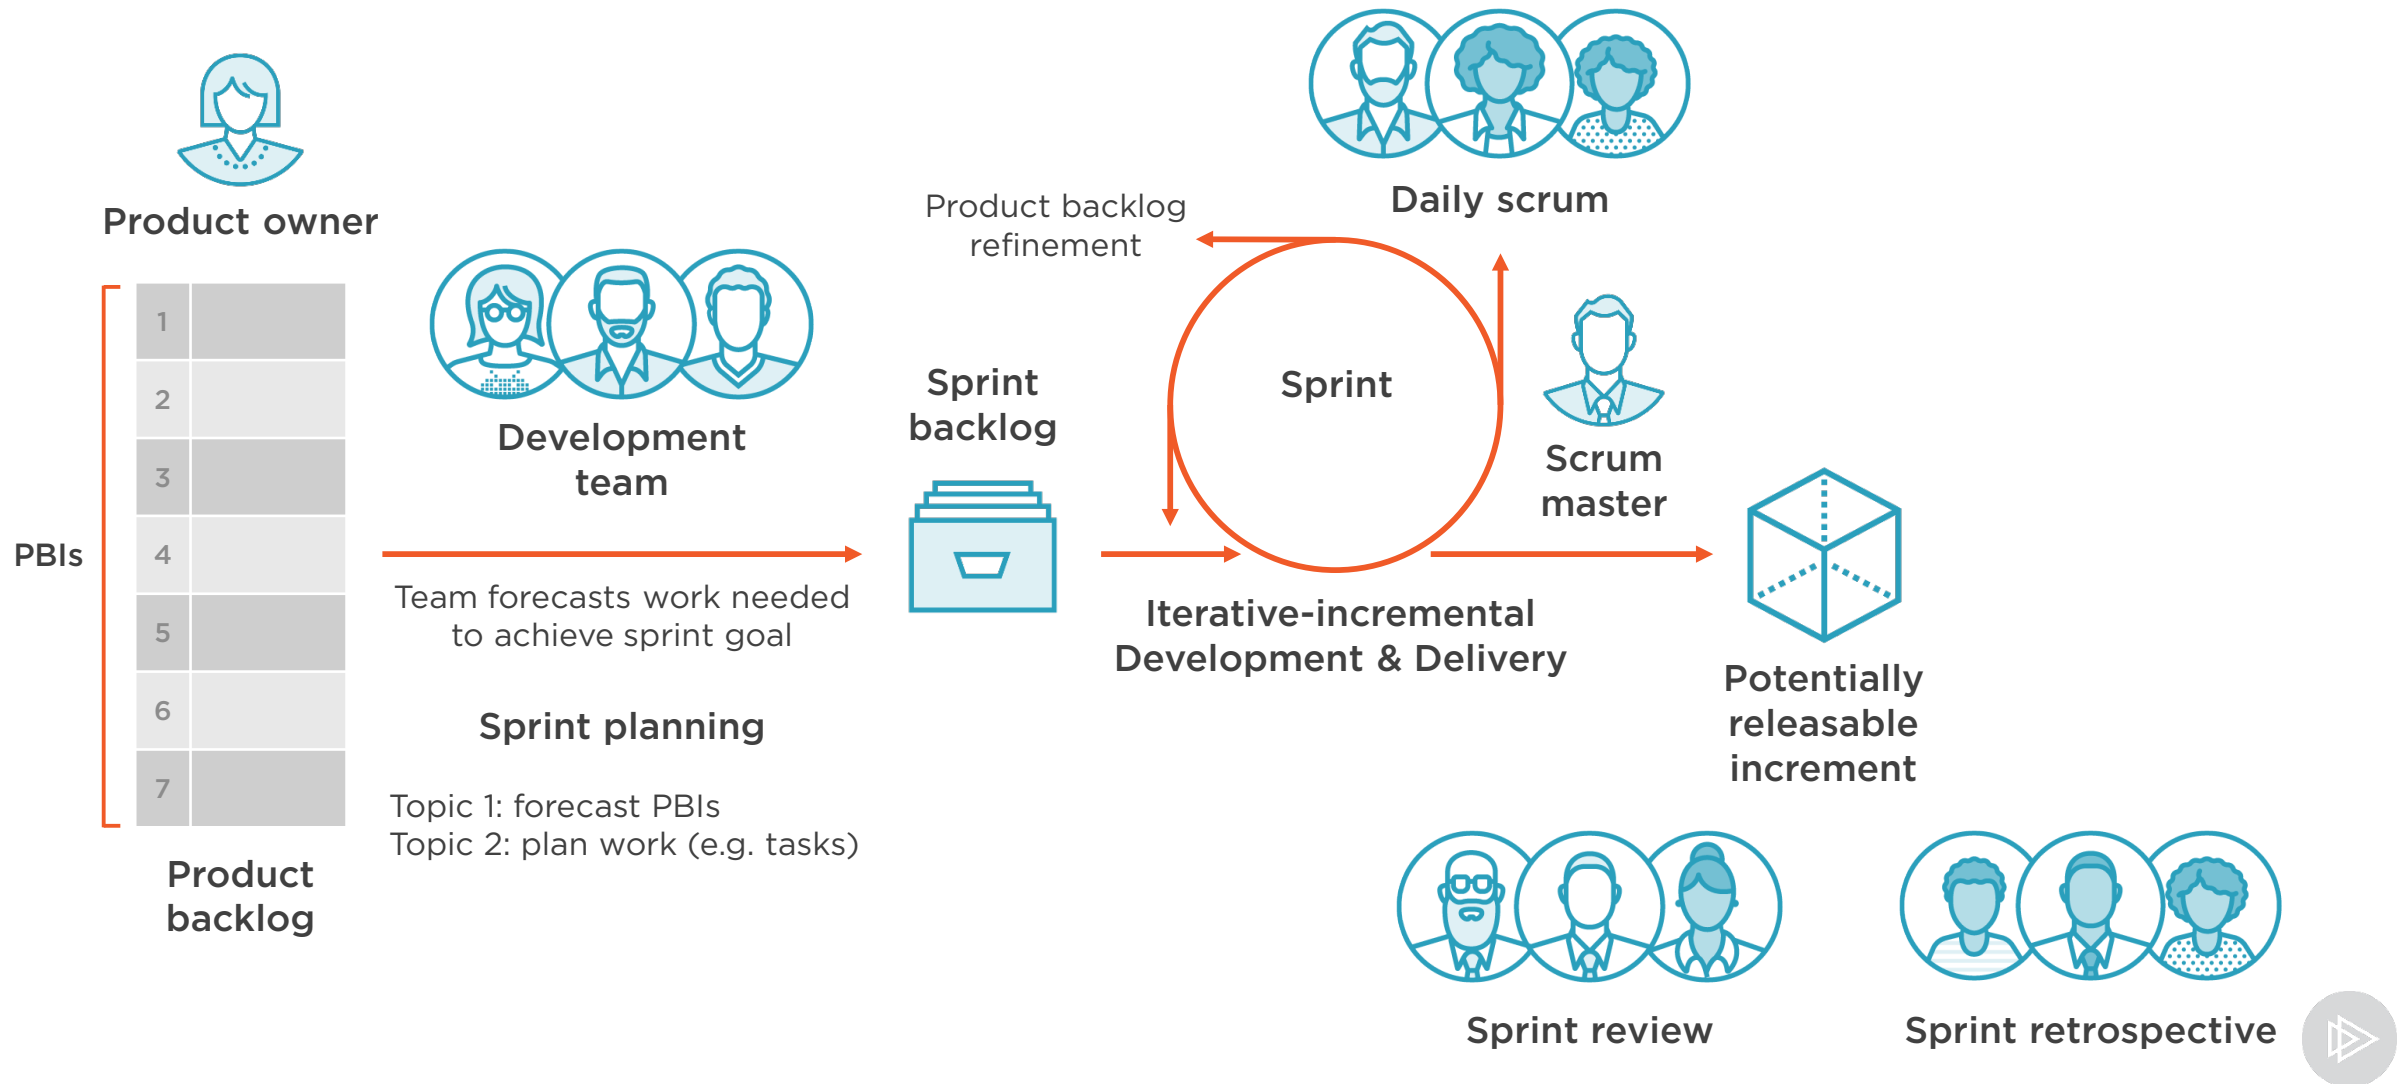 Product owner
PBIs
1
2
3
4
5
6
7
Product
backlog
Development
team
Team forecasts work needed
to achieve sprint goal
Sprint planning
Topic 1: forecast PBIs
Topic 2: plan work (e.g. tasks)
Sprint
backlog
Product backlog
refinement
Sprint
Daily scrum
Scrum
master
Iterative-incremental
Development & Delivery
Potentially
releasable
increment
Sprint review
Sprint retrospective